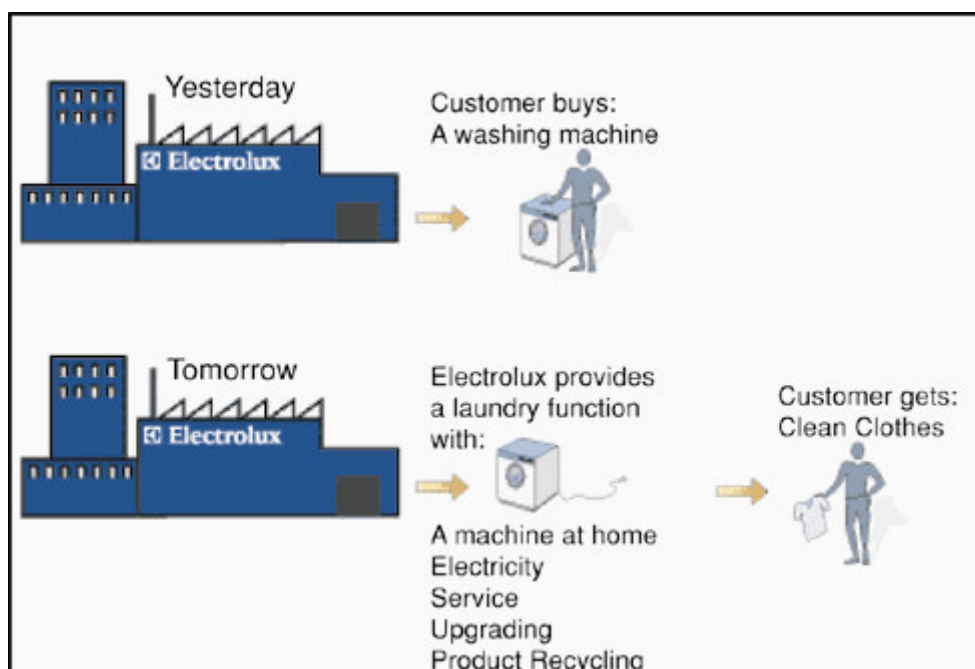 Yesterday
Electrolux
Customer buys:
A washing machine
Tomorrow
Electrolux
Electrolux provides
a laundry function
with:
A machine at home
Electricity
Service
Upgrading
Product Recycling
Customer gets:
Clean Clothes